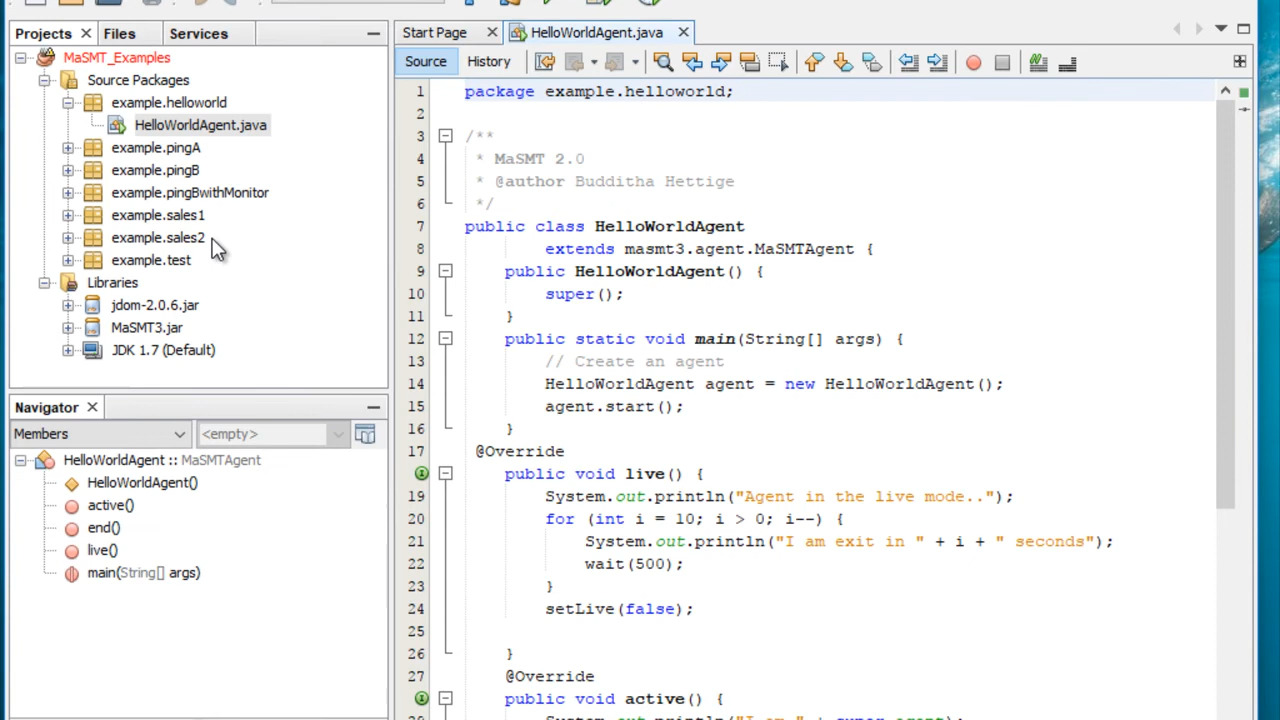 Projects
Files
Services
MaSMT_Examples
Source Packages
example.helloworld
HelloWorldAgent.java
example.pingA
example.pingB
example.pingBwithMonitor
example.sales1
example.sales2
example.test
Libraries
jdom-2.0.6.jar
MaSMT3.jar
JDK 1.7 (Default)
Navigator
Members
<empty>
HelloWorldAgent :: MaSMTAgent
HelloWorldAgent()
active()
end()
live()
main(String[] args)
Start Page
HelloWorldAgent.java
Source
History
1 package example.helloworld;
2
3 /**
4 * MaSMT 2.0
5 * @author Budditha Hettige
6 */
7 public class HelloWorldAgent
8 extends masmt3.agent.MaSMTAgent {
9 public HelloWorldAgent() {
10 super();
11 }
12 public static void main(String[] args) {
13 // Create an agent
14 HelloWorldAgent agent = new HelloWorldAgent();
15 agent.start();
16 }
17 @Override
public void live() {
19 System.out.println("Agent in the live mode..");
20 for (int i = 10; i > 0; i--) {
21 System.out.println("I am exit in " + i + " seconds");
22 wait(500);
23 }
24 setLive(false);
25
26 }
27 @Override
public void active() {
System.out.println("I am " + super.agent);